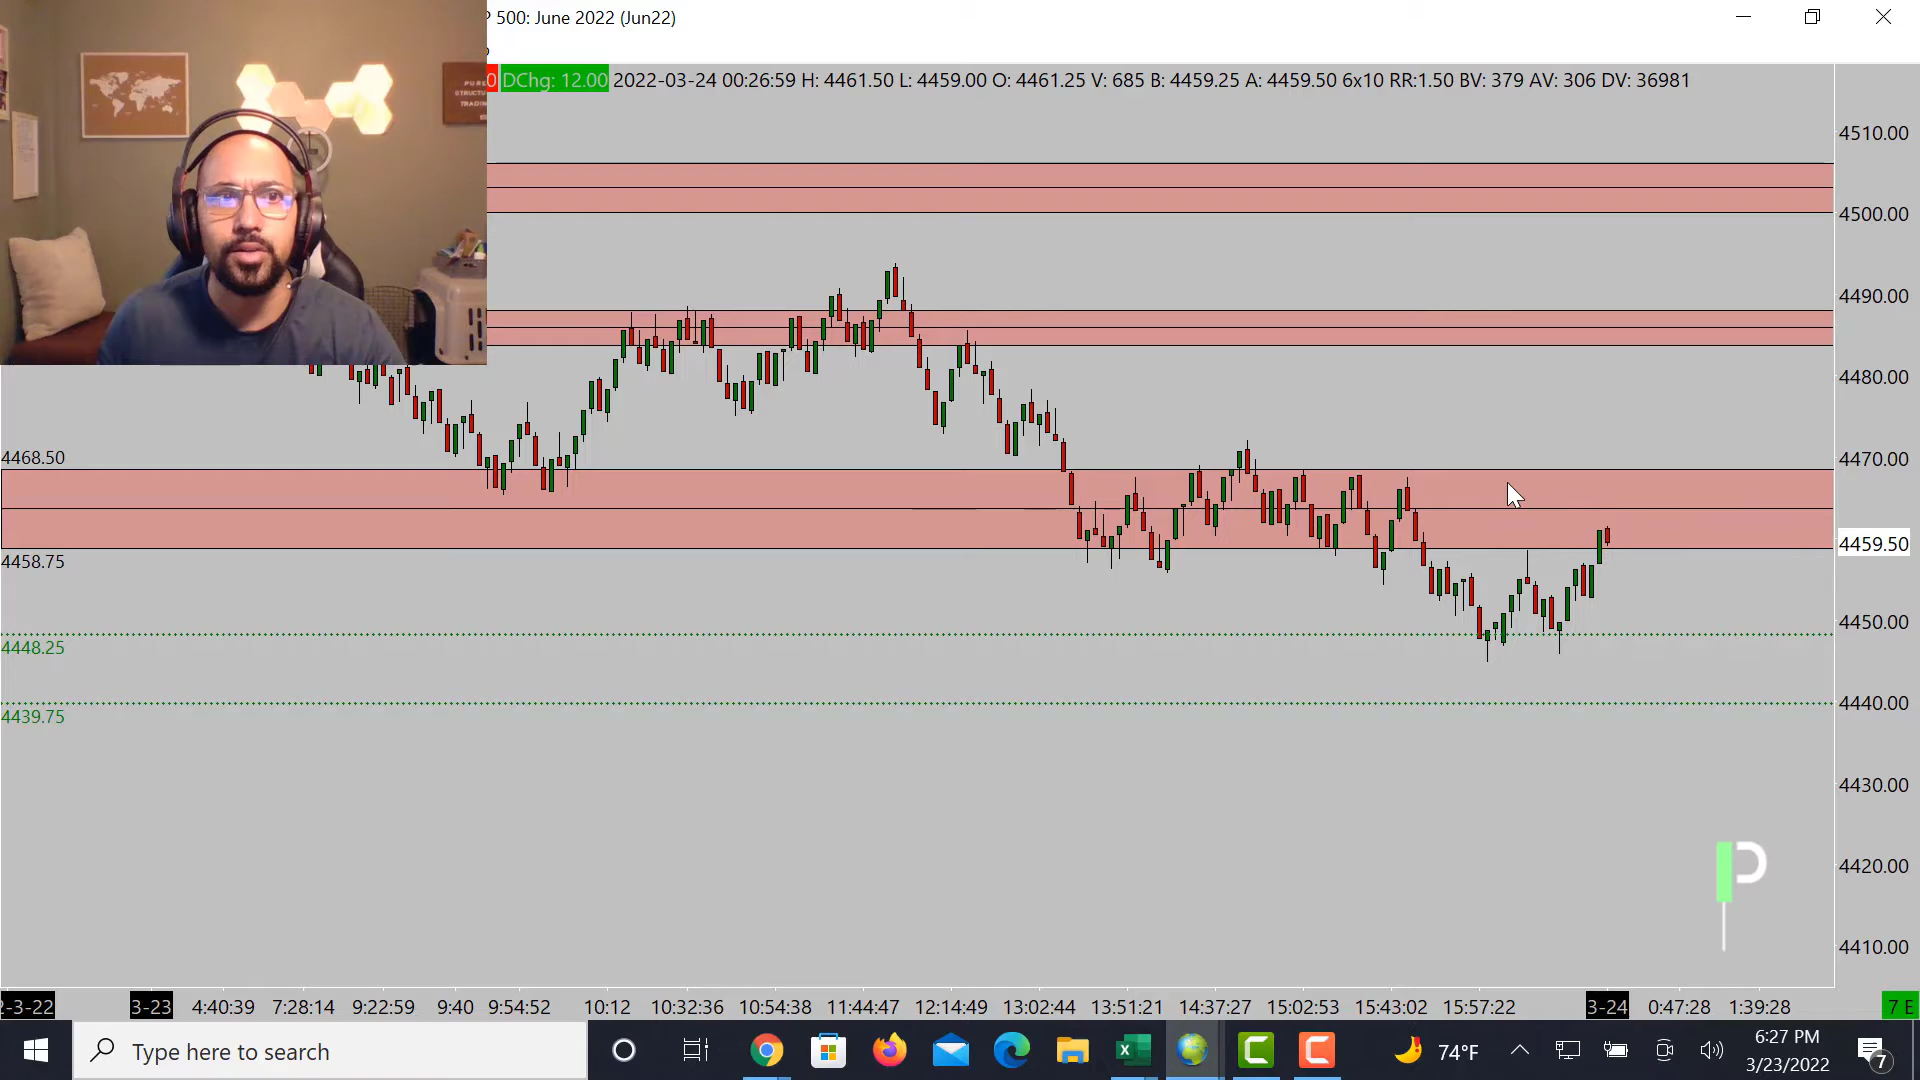 500: June 2022 (Jun22)
0 DChg: 12.00 2022-03-24 00:26:59 H: 4461.50 L: 4459.00 O: 4461.25 V: 685 B: 4459.25 A: 4459.50 6x10 RR:1.50 BV: 379 AV: 306 DV: 36981
PURE
STRUCTURE
TRADING
4510.00
4500.00
4490.00
4480.00
4468.50
4470.00
4459.50
4458.75
4450.00
4448.25
4440.00
4439.75
4430.00
4420.00
4410.00
2-3-22 3-23 4:40:39 7:28:14 9:22:59 9:40 9:54:52 10:12 10:32:36 10:54:38 11:44:47 12:14:49 13:02:44 13:51:21 14:37:27 15:02:53 15:43:02 15:57:22 3-24 0:47:28 1:39:28 7 E
Type here to search
74°F
6:27 PM
3/23/2022
7